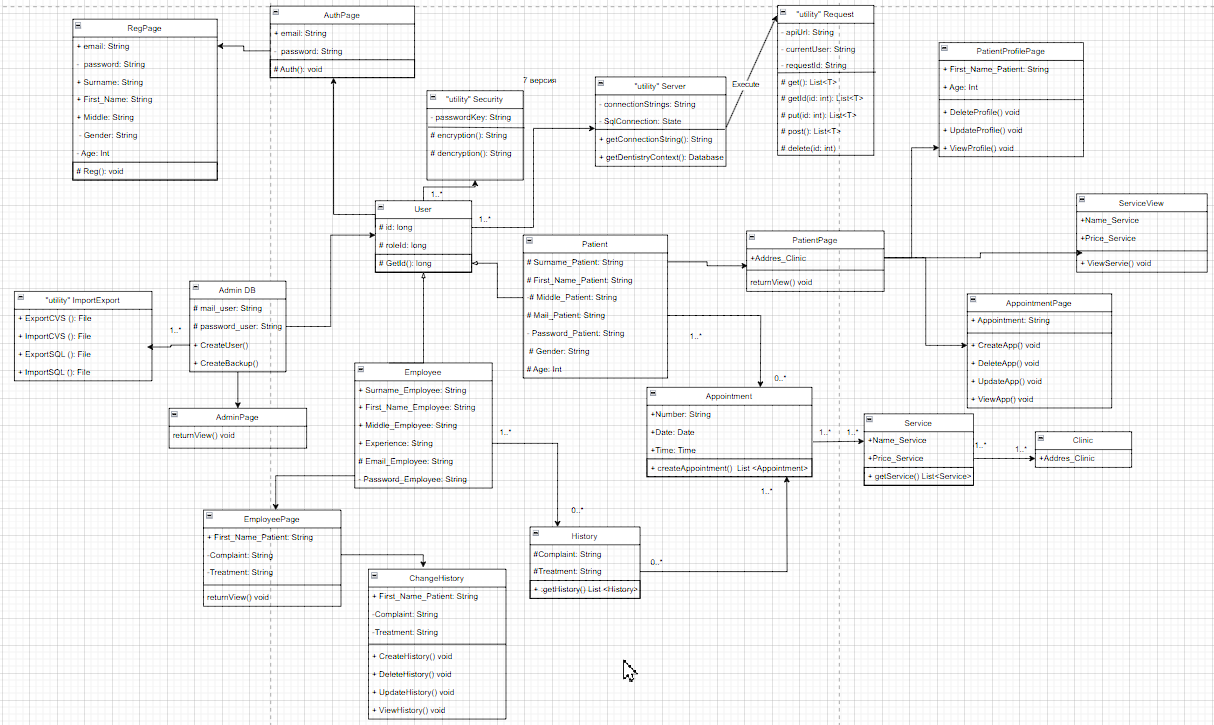 RegPage
+ email: String
- password: String
+ Surname: String
+ First_Name: String
+ Middle: String
- Gender: String
- Age: Int
# Reg(): void
AuthPage
+ email: String
- password: String
# Auth(): void
7 версия
"utility" Security
- passwordKey: String
# encryption(): String
# dencryption(): String
"utility" Server
- connectionStrings: String
- SqlConnection: State
+ getConnectionString(): String
+ getDentistryContext(): Database
Execute
"utility" Request
- apiUrl: String
- currentUser: String
- requestId: String
# get(): List<T>
# getId(id: int): List<T>
# put(id: int): List<T>
# post(): List<T>
# delete(id: int)
PatientProfilePage
+ First_Name_Patient: String
+ Age: Int
+ DeleteProfile() void
+ UpdateProfile() void
+ ViewProfile() void
1..*
User
# id: long
# roleId: long
# GetId(): long
1..*
Patient
# Surname_Patient: String
# First_Name_Patient: String
-# Middle_Patient: String
# Mail_Patient: String
- Password_Patient: String
# Gender: String
# Age: Int
PatientPage
+Addres_Clinic
returnView() void
ServiceView
+Name_Service
+Price_Service
+ ViewServie() void
"utility" ImportExport
+ ExportCVS (): File
+ ImportCVS (): File
+ ExportSQL (): File
+ ImportSQL (): File
1..*
Admin DB
# mail_user: String
# password_user: String
+ CreateUser()
+ CreateBackup()
AppointmentPage
+ Appointment: String
+ CreateApp() void
+ DeleteApp() void
+ UpdateApp() void
+ ViewApp() void
1..*
0..*
AdminPage
returnView() void
Employee
+ Surname_Employee: String
+ First_Name_Employee: String
+ Middle_Employee: String
+ Experience: String
# Email_Employee: String
- Password_Employee: String
1..*
0..*
Appointment
+Number: String
+Date: Date
+Time: Time
+ createAppointment() List <Appointment>
1..*
1..*
1..*
Service
+Name_Service
+Price_Service
+ getService() List<Service>
1..*
1..*
Clinic
+Addres_Clinic
EmployeePage
+ First_Name_Patient: String
-Complaint: String
-Treatment: String
returnView() void
History
#Complaint: String
#Treatment: String
+ :getHistory() List <History>
0..*
ChangeHistory
+ First_Name_Patient: String
-Complaint: String
-Treatment: String
+ CreateHistory() void
+ DeleteHistory() void
+ UpdateHistory() void
+ ViewHistory() void